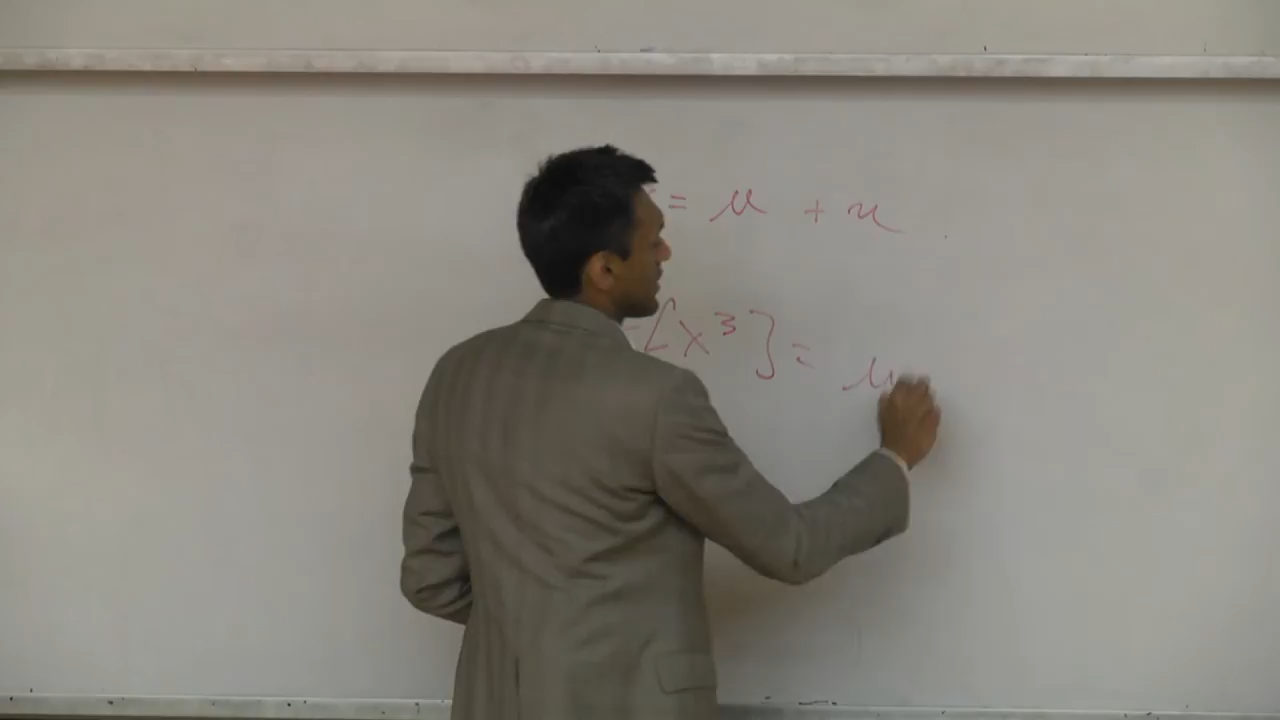 = μ + x
[x³] = μ